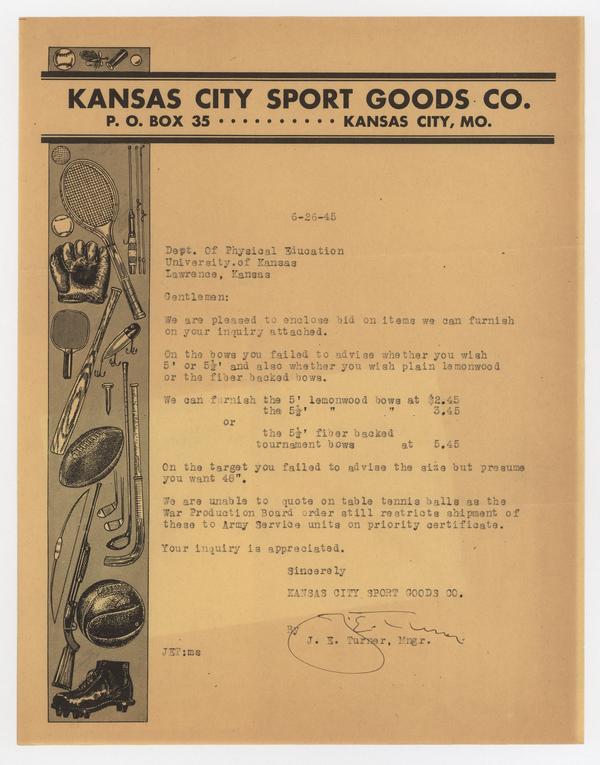 KANSAS CITY SPORT GOODS CO.
P. O. BOX 35 · · · · · · · · · · KANSAS CITY, MO.
6-26-45
Dept. Of Physical Education
University.of Kansas
Lawrence, Kansas
Gentlemen:
We are pleased to enclose bid on items we can furnish
on your inquiry attached.
On the bows you failed to advise whether you wish
5' or 5½' and also whether you wish plain lemonwood
or the fiber backed bows.
We can furnish the 5' lemonwood bows at $2.45
the 5½' " " 3.45
or
the 5½' fiber backed
tournament bows at 5.45
On the target you failed to advise the size but presume
you want 48".
We are unable to quote on table tennis balls as the
War Production Board order still restricts shipment of
these to Army Service units on priority certificate.
Your inquiry is appreciated.
Sincerely
KANSAS CITY SPORT GOODS CO.
By J. E. Turner
J. E. Turner, Mngr.
JET:ms